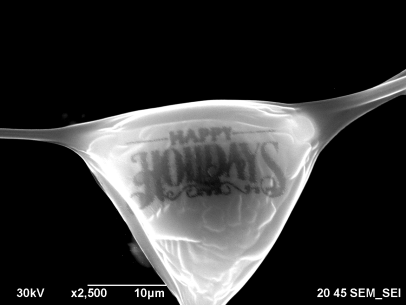 HAPPY
HOLIDAYS
30kV x2,500 10µm 20 45 SEM_SEI